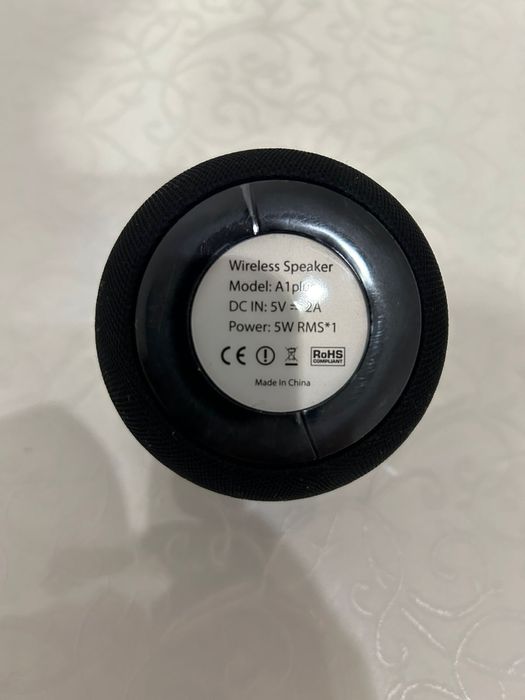 Wireless Speaker
Model:
DC IN: 5V ⎓ 2A
Power: 5W RMS*1
CE
RoHS
COMPLIANT
Made In China